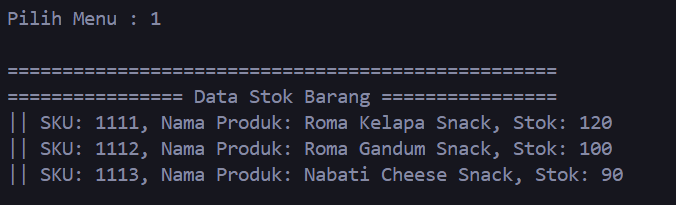 Pilih Menu : 1
==================================================
================ Data Stok Barang ================
|| SKU: 1111, Nama Produk: Roma Kelapa Snack, Stok: 120
|| SKU: 1112, Nama Produk: Roma Gandum Snack, Stok: 100
|| SKU: 1113, Nama Produk: Nabati Cheese Snack, Stok: 90